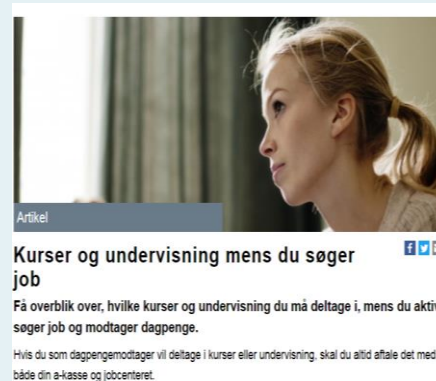 Artikel
Kurser og undervisning mens du søger
job
Få overblik over, hvilke kurser og undervisning du må deltage i, mens du aktiv
søger job og modtager dagpenge.
Hvis du som dagpengemodtager vil deltage i kurser eller undervisning, skal du altid aftale det med
både din a-kasse og jobcenteret.